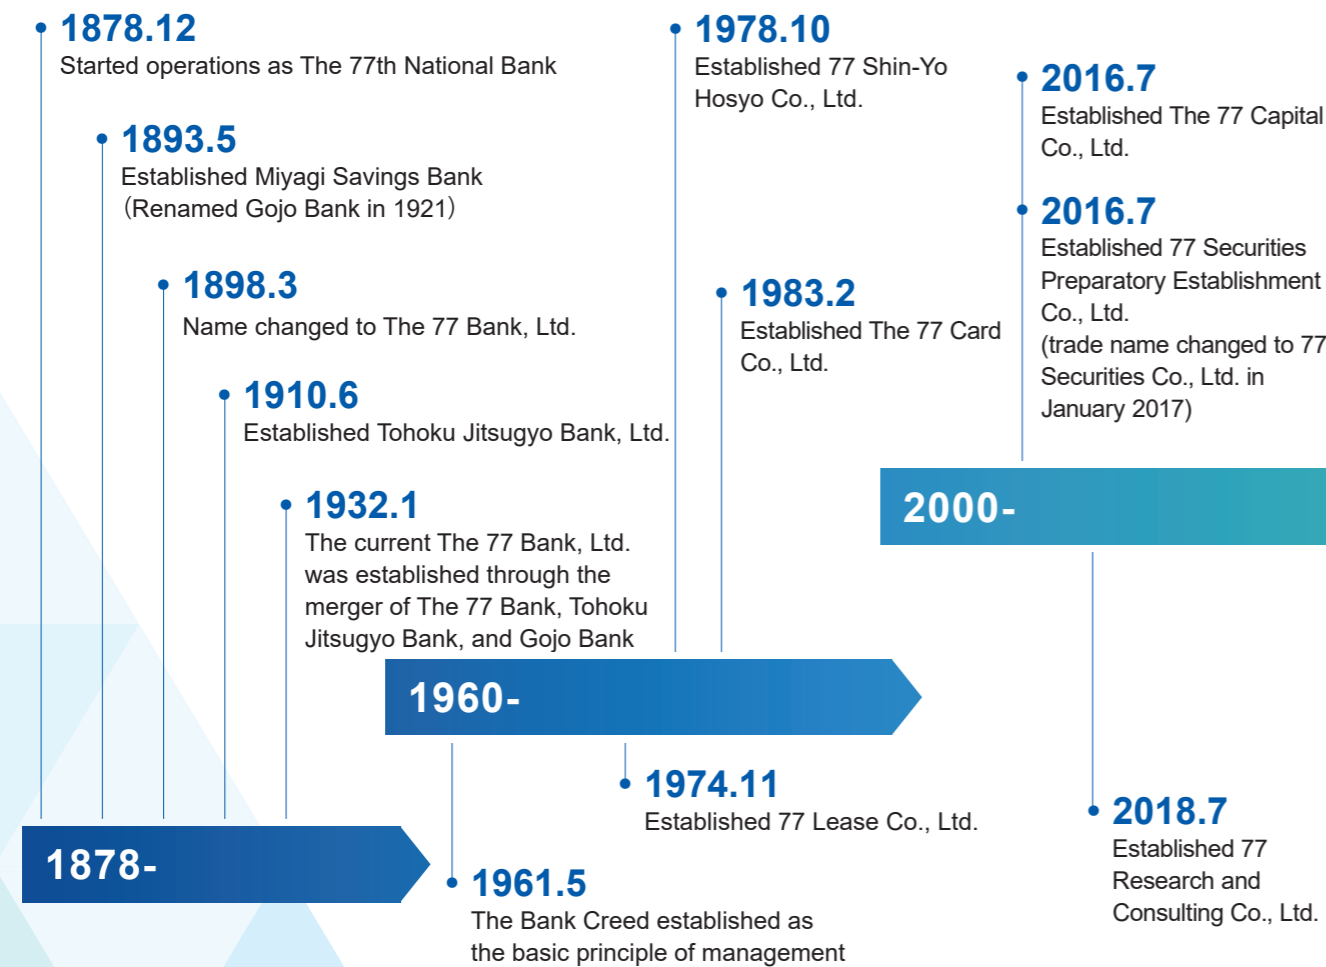 1878.12
Started operations as The 77th National Bank
1893.5
Established Miyagi Savings Bank
（Renamed Gojo Bank in 1921）
1898.3
Name changed to The 77 Bank, Ltd.
1910.6
Established Tohoku Jitsugyo Bank, Ltd.
1932.1
The current The 77 Bank, Ltd.
was established through the
merger of The 77 Bank, Tohoku
Jitsugyo Bank, and Gojo Bank
1878-
1978.10
Established 77 Shin-Yo
Hosyo Co., Ltd.
1983.2
Established The 77 Card
Co., Ltd.
1960-
1974.11
Established 77 Lease Co., Ltd.
1961.5
The Bank Creed established as
the basic principle of management
2016.7
Established The 77 Capital
Co., Ltd.
2016.7
Established 77 Securities
Preparatory Establishment
Co., Ltd.
(trade name changed to 77
Securities Co., Ltd. in
January 2017)
2000-
2018.7
Established 77
Research and
Consulting Co., Ltd.